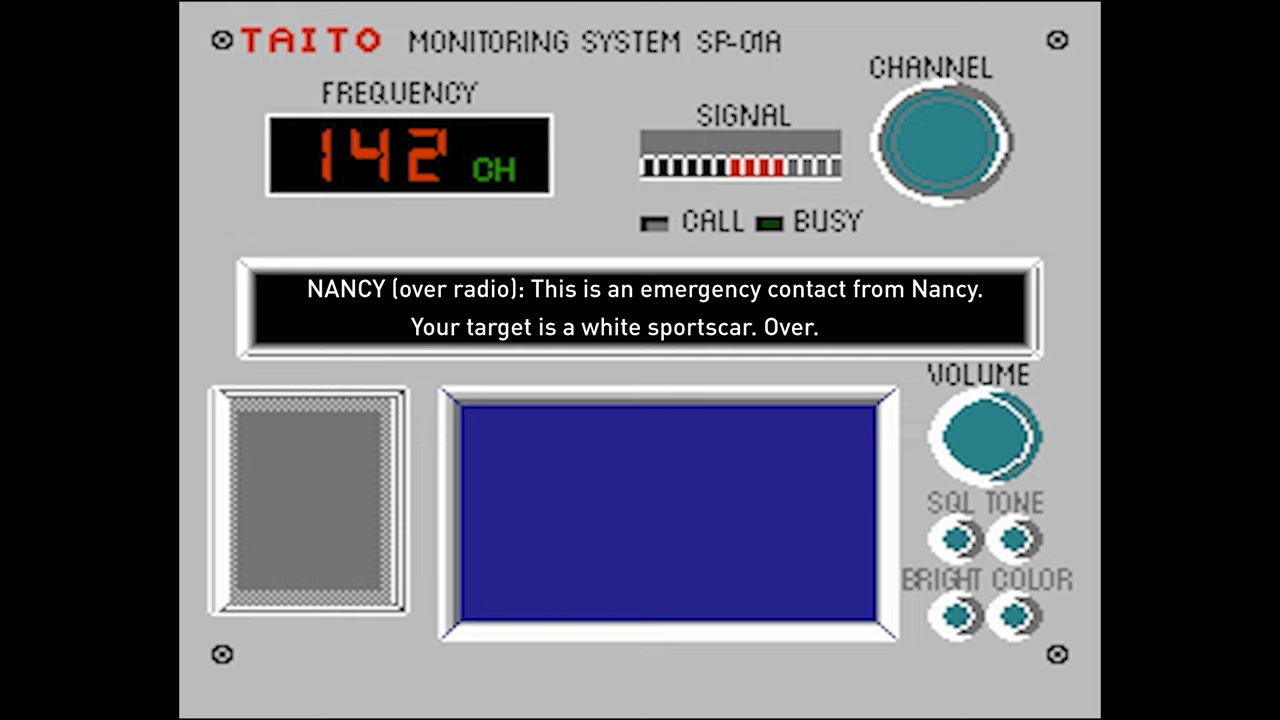 TAITO MONITORING SYSTEM SP-01A
CHANNEL
FREQUENCY
SIGNAL
142 CH
CALL BUSY
NANCY (over radio): This is an emergency contact from Nancy.
Your target is a white sportscar. Over.
VOLUME
SQL TONE
BRIGHT COLOR